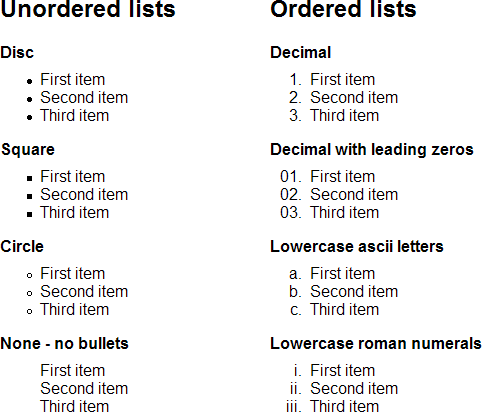 Unordered lists
Disc
• First item
• Second item
• Third item
Square
▪ First item
▪ Second item
▪ Third item
Circle
◦ First item
◦ Second item
◦ Third item
None - no bullets
First item
Second item
Third item
Ordered lists
Decimal
1. First item
2. Second item
3. Third item
Decimal with leading zeros
01. First item
02. Second item
03. Third item
Lowercase ascii letters
a. First item
b. Second item
c. Third item
Lowercase roman numerals
i. First item
ii. Second item
iii. Third item